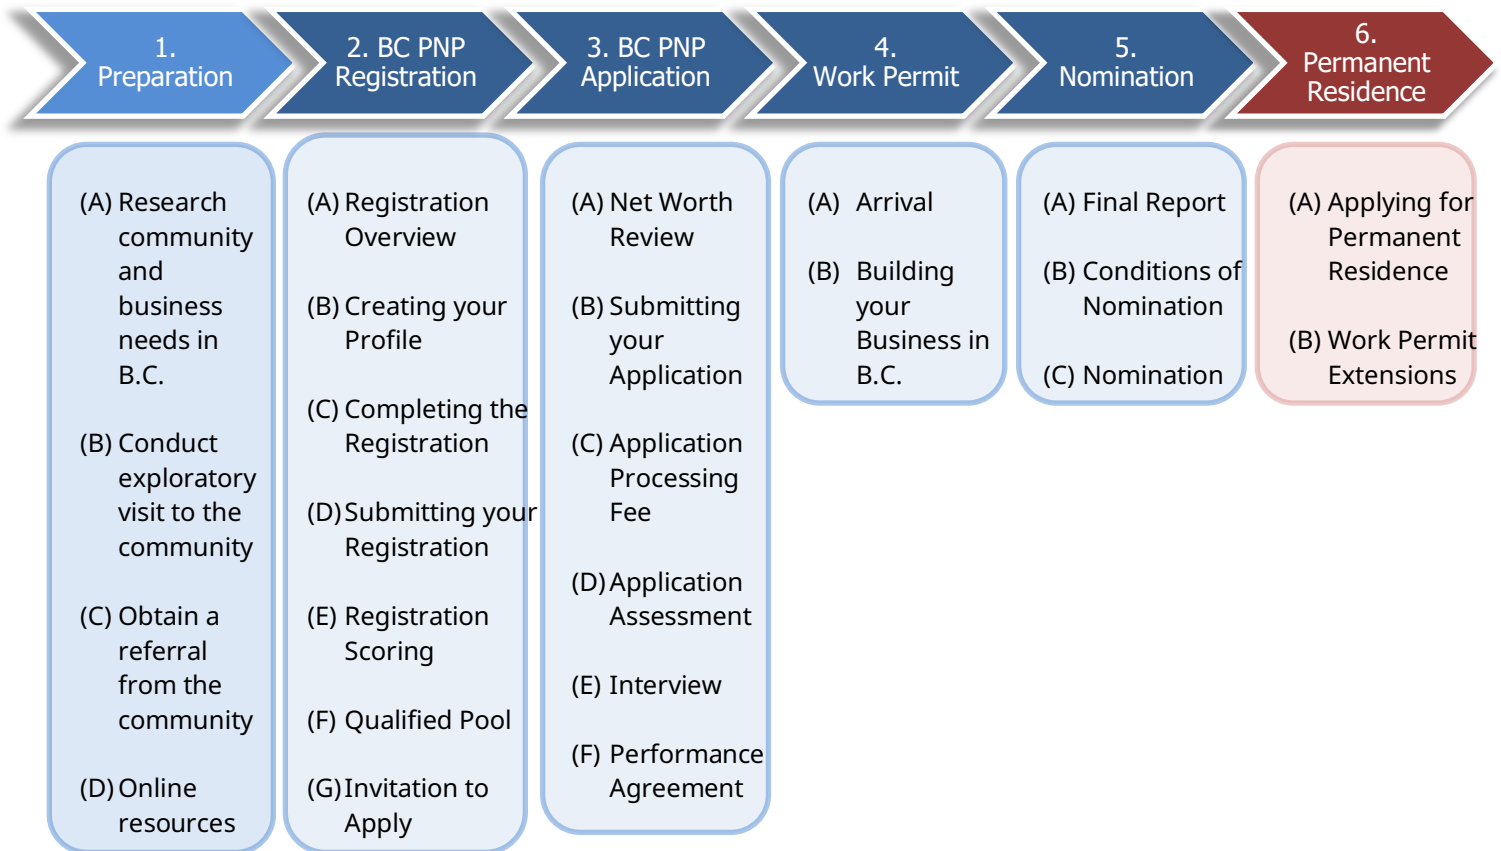 1.
Preparation
2. BC PNP
Registration
3. BC PNP
Application
4.
Work Permit
5.
Nomination
6.
Permanent
Residence
(A) Research
community
and
business
needs in
B.C.
(B) Conduct
exploratory
visit to the
community
(C) Obtain a
referral
from the
community
(D) Online
resources
(A) Registration
Overview
(B) Creating your
Profile
(C) Completing the
Registration
(D) Submitting your
Registration
(E) Registration
Scoring
(F) Qualified Pool
(G) Invitation to
Apply
(A) Net Worth
Review
(B) Submitting
your
Application
(C) Application
Processing
Fee
(D) Application
Assessment
(E) Interview
(F) Performance
Agreement
(A) Arrival
(B) Building
your
Business in
B.C.
(A) Final Report
(B) Conditions of
Nomination
(C) Nomination
(A) Applying for
Permanent
Residence
(B) Work Permit
Extensions